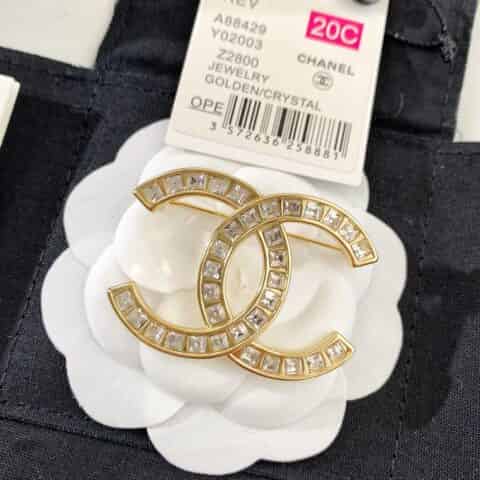 A88429
Y02003
Z2800
JEWELRY
GOLDEN/CRYSTAL
20C
CHANEL
OPE
3 572636 258881